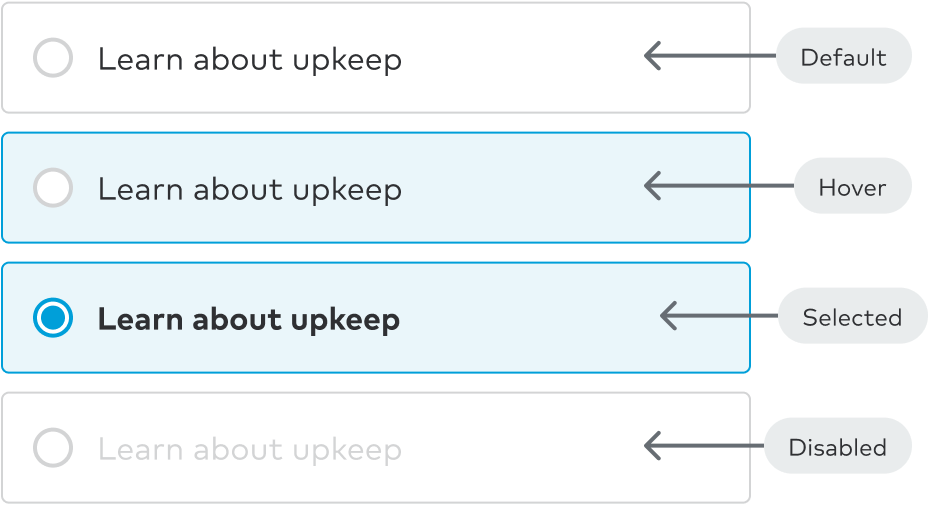 Learn about upkeep
Default
Learn about upkeep
Hover
Learn about upkeep
Selected
Learn about upkeep
Disabled